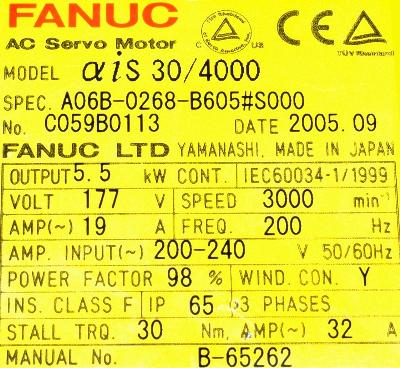 FANUC
AC Servo Motor
C US
TÜV Rheinland
MODEL αis 30/4000
SPEC. A06B-0268-B605#S000
No. C059B0113 DATE 2005.09
FANUC LTD YAMANASHI, MADE IN JAPAN
OUTPUT 5.5 kW CONT. IEC60034-1/1999
VOLT 177 V SPEED 3000 min⁻¹
AMP(~) 19 A FREQ. 200 Hz
AMP. INPUT(~) 200-240 V 50/60Hz
POWER FACTOR 98 % WIND. CON. Y
INS. CLASS F IP 65 3 PHASES
STALL TRQ. 30 Nm, AMP(~) 32 A
MANUAL No. B-65262